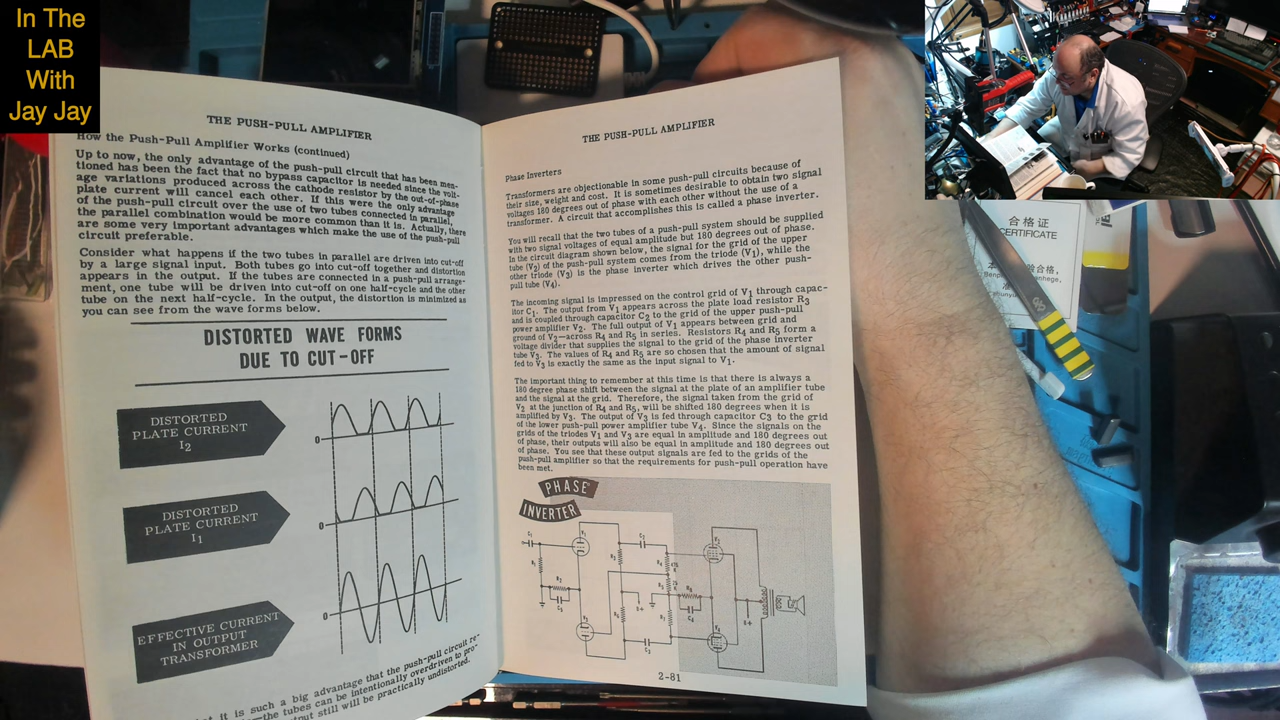 In The
LAB
With
Jay Jay
THE PUSH-PULL AMPLIFIER
How the Push-Pull Amplifier Works (continued)
Up to now, the only advantage of the push-pull circuit that has been men-
tioned has been the fact that no bypass capacitor is needed since the volt-
age variations produced across the cathode resistor by the out-of-phase
plate current will cancel each other. If this were the only advantage
of the push-pull circuit over the use of two tubes connected in parallel,
the parallel combination would be more common than it is. Actually, there
are some very important advantages which make the use of the push-pull
circuit preferable.
Consider what happens if the two tubes in parallel are driven into cut-off
by a large signal input. Both tubes go into cut-off together and distortion
appears in the output. If the tubes are connected in a push-pull arrange-
ment, one tube will be driven into cut-off on one half-cycle and the other
tube on the next half-cycle. In the output, the distortion is minimized as
you can see from the wave forms below.
DISTORTED WAVE FORMS
DUE TO CUT-OFF
DISTORTED
PLATE CURRENT
I2
0
DISTORTED
PLATE CURRENT
I1
0
EFFECTIVE CURRENT
IN OUTPUT
TRANSFORMER
0
it is such a big advantage that the push-pull circuit re-
the tubes can be intentionally overdriven to pro-
still will be practically undistorted.
THE PUSH-PULL AMPLIFIER
Phase Inverters
Transformers are objectionable in some push-pull circuits because of
their size, weight and cost. It is sometimes desirable to obtain two signal
voltages 180 degrees out of phase with each other without the use of a
transformer. A circuit that accomplishes this is called a phase inverter.
You will recall that the two tubes of a push-pull system should be supplied
with two signal voltages of equal amplitude but 180 degrees out of phase.
In the circuit diagram shown below, the signal for the grid of the upper
tube (V2) of the push-pull system comes from the triode (V1), while the
other triode (V3) is the phase inverter which drives the other push-
pull tube (V4).
The incoming signal is impressed on the control grid of V1 through capac-
itor C1. The output from V1 appears across the plate load resistor R3
and is coupled through capacitor C2 to the grid of the upper push-pull
power amplifier V2. The full output of V1 appears between grid and
ground of V2—across R4 and R5 in series. Resistors R4 and R5 form a
voltage divider that supplies the signal to the grid of the phase inverter
tube V3. The values of R4 and R5 are so chosen that the amount of signal
fed to V3 is exactly the same as the input signal to V1.
The important thing to remember at this time is that there is always a
180 degree phase shift between the signal at the plate of an amplifier tube
and the signal at the grid. Therefore, the signal taken from the grid of
V2 at the junction of R4 and R5, will be shifted 180 degrees when it is
amplified by V3. The output of V3 is fed through capacitor C3 to the grid
of the lower push-pull power amplifier tube V4. Since the signals on the
grids of the triodes V1 and V3 are equal in amplitude and 180 degrees out
of phase, their outputs will also be equal in amplitude and 180 degrees out
of phase. You see that these output signals are fed to the grids of the
push-pull amplifier so that the requirements for push-pull operation have
been met.
PHASE
INVERTER
B+
B+
2-81
合格证
CERTIFICATE